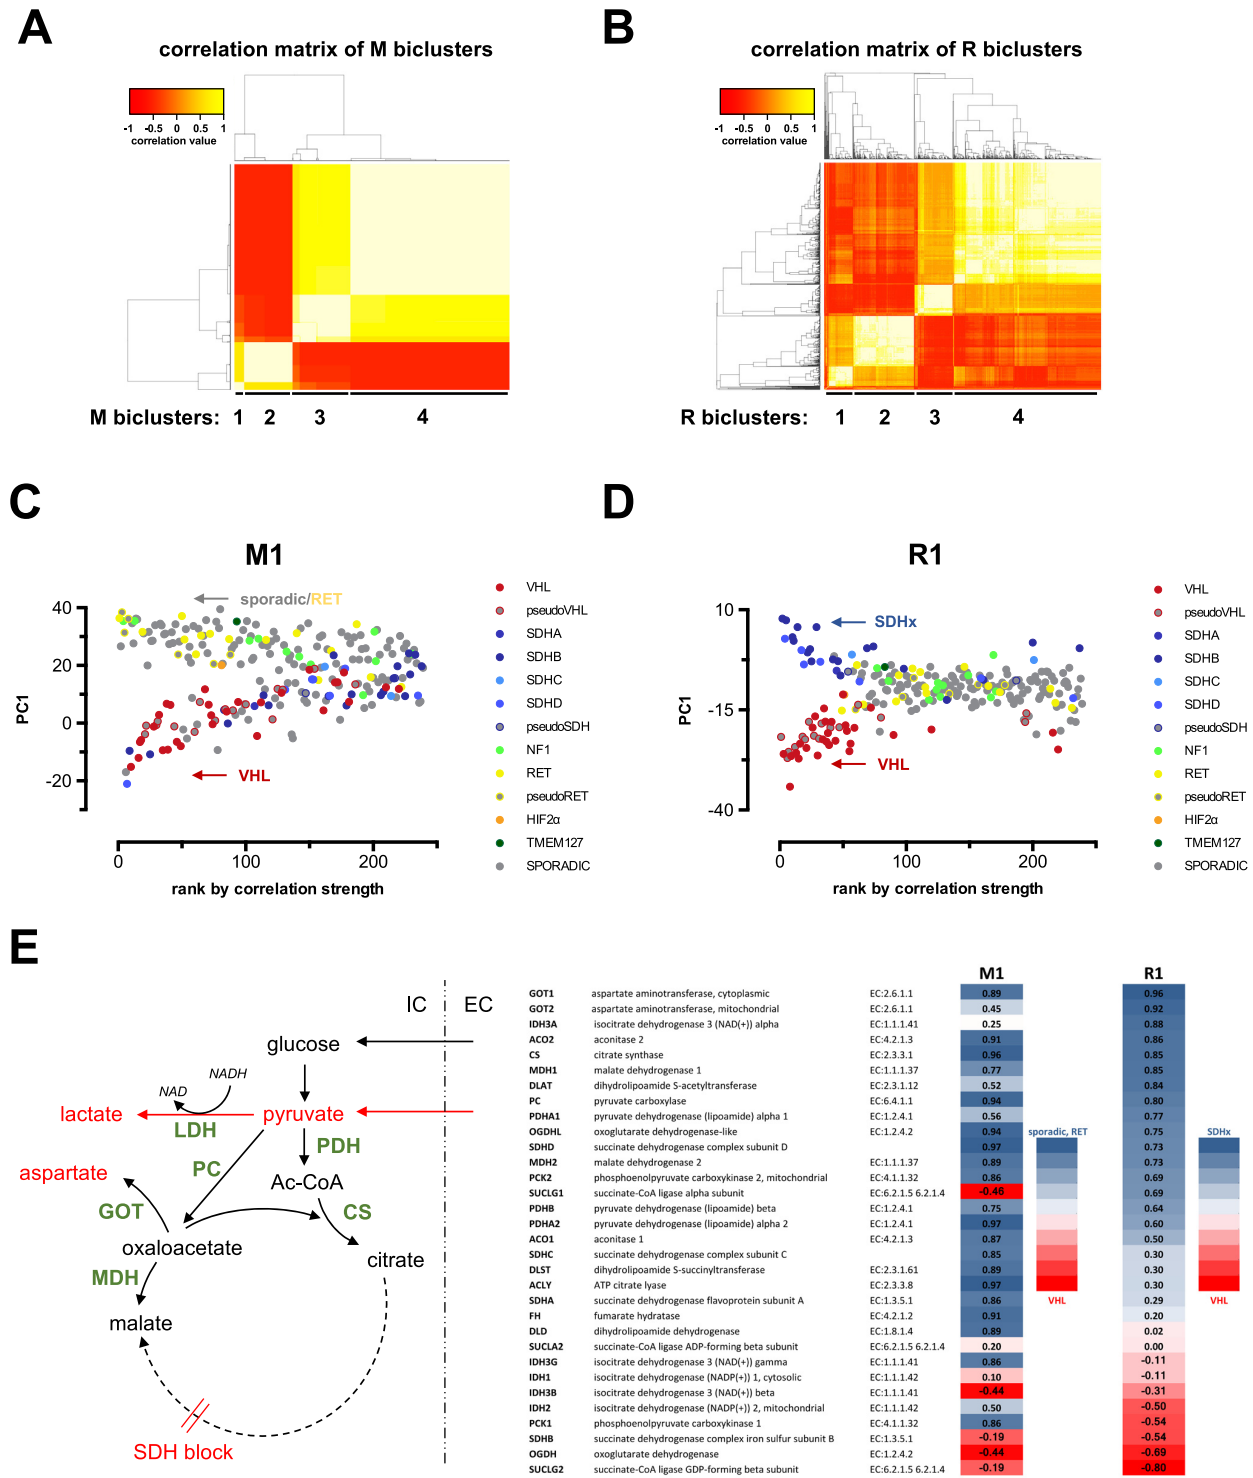 A
correlation matrix of M biclusters
-1 -0.5 0 0.5 1
correlation value
M biclusters: 1 2 3 4
B
correlation matrix of R biclusters
-1 -0.5 0 0.5 1
correlation value
R biclusters: 1 2 3 4
C
M1
sporadic/RET
VHL
PC1
40
20
0
-20
0 100 200
rank by correlation strength
VHL
pseudoVHL
SDHA
SDHB
SDHC
SDHD
pseudoSDH
NF1
RET
pseudoRET
HIF2α
TMEM127
SPORADIC
D
R1
SDHx
VHL
PC1
10
-15
-40
0 100 200
rank by correlation strength
VHL
pseudoVHL
SDHA
SDHB
SDHC
SDHD
pseudoSDH
NF1
RET
pseudoRET
HIF2α
TMEM127
SPORADIC
E
IC EC
glucose
NADH
NAD
lactate
pyruvate
LDH
PDH
aspartate
PC
Ac-CoA
GOT
CS
oxaloacetate
citrate
MDH
malate
SDH block
M1 R1
GOT1 aspartate aminotransferase, cytoplasmic EC:2.6.1.1 0.89 0.96
GOT2 aspartate aminotransferase, mitochondrial EC:2.6.1.1 0.45 0.92
IDH3A isocitrate dehydrogenase 3 (NAD(+)) alpha EC:1.1.1.41 0.25 0.88
ACO2 aconitase 2 EC:4.2.1.3 0.91 0.86
CS citrate synthase EC:2.3.3.1 0.96 0.85
MDH1 malate dehydrogenase 1 EC:1.1.1.37 0.77 0.85
DLAT dihydrolipoamide S-acetyltransferase EC:2.3.1.12 0.52 0.84
PC pyruvate carboxylase EC:6.4.1.1 0.94 0.80
PDHA1 pyruvate dehydrogenase (lipoamide) alpha 1 EC:1.2.4.1 0.56 0.77
OGDHL oxoglutarate dehydrogenase-like EC:1.2.4.2 0.94 0.75
SDHD succinate dehydrogenase complex subunit D 0.97 0.73
MDH2 malate dehydrogenase 2 EC:1.1.1.37 0.89 0.73
PCK2 phosphoenolpyruvate carboxykinase 2, mitochondrial EC:4.1.1.32 0.86 0.69
SUCLG1 succinate-CoA ligase alpha subunit EC:6.2.1.5 6.2.1.4 -0.46 0.69
PDHB pyruvate dehydrogenase (lipoamide) beta EC:1.2.4.1 0.75 0.64
PDHA2 pyruvate dehydrogenase (lipoamide) alpha 2 EC:1.2.4.1 0.97 0.60
ACO1 aconitase 1 EC:4.2.1.3 0.87 0.50
SDHC succinate dehydrogenase complex subunit C 0.85 0.30
DLST dihydrolipoamide S-succinyltransferase EC:2.3.1.61 0.89 0.30
ACLY ATP citrate lyase EC:2.3.3.8 0.97 0.30
SDHA succinate dehydrogenase flavoprotein subunit A EC:1.3.5.1 0.86 0.29
FH fumarate hydratase EC:4.2.1.2 0.91 0.20
DLD dihydrolipoamide dehydrogenase EC:1.8.1.4 0.89 0.02
SUCLA2 succinate-CoA ligase ADP-forming beta subunit EC:6.2.1.5 6.2.1.4 0.20 0.00
IDH3G isocitrate dehydrogenase 3 (NAD(+)) gamma EC:1.1.1.41 0.86 -0.11
IDH1 isocitrate dehydrogenase (NADP(+)) 1, cytosolic EC:1.1.1.42 0.10 -0.11
IDH3B isocitrate dehydrogenase 3 (NAD(+)) beta EC:1.1.1.41 -0.44 -0.31
IDH2 isocitrate dehydrogenase (NADP(+)) 2, mitochondrial EC:1.1.1.42 0.50 -0.50
PCK1 phosphoenolpyruvate carboxykinase 1 EC:4.1.1.32 0.86 -0.54
SDHB succinate dehydrogenase complex iron sulfur subunit B EC:1.3.5.1 -0.19 -0.54
OGDH oxoglutarate dehydrogenase EC:1.2.4.2 -0.44 -0.69
SUCLG2 succinate-CoA ligase GDP-forming beta subunit EC:6.2.1.5 6.2.1.4 -0.19 -0.80
sporadic, RET
VHL
SDHx
VHL